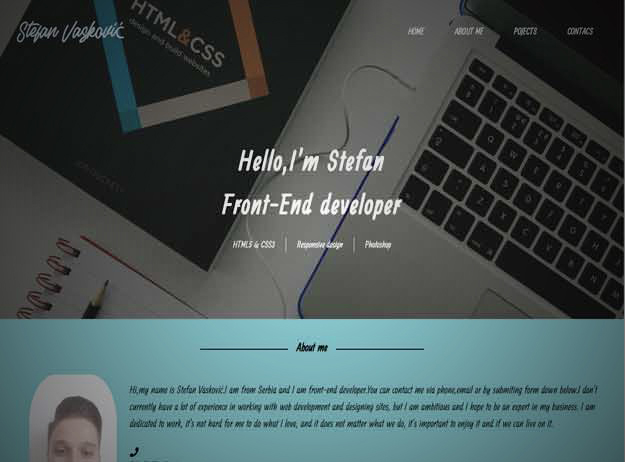 Stefan Vasković
HOME ABOUT ME POJECTS CONTACS
HTML&CSS
design and build websites
JON DUCKETT
Hello,I'm Stefan
Front-End developer
HTML5 & CSS3 Responsive design Photoshop
About me
Hi,my name is Stefan Vasković.I am from Serbia and I am front-end developer.You can contact me via phone,email or by submiting form down below.I don't
currently have a lot of experience in working with web development and designing sites, but I am ambitious and I hope to be an expert in my business. I am
dedicated to work, it's not hard for me to do what I love, and it does not matter what we do, it's important to enjoy it and if we can live on it.